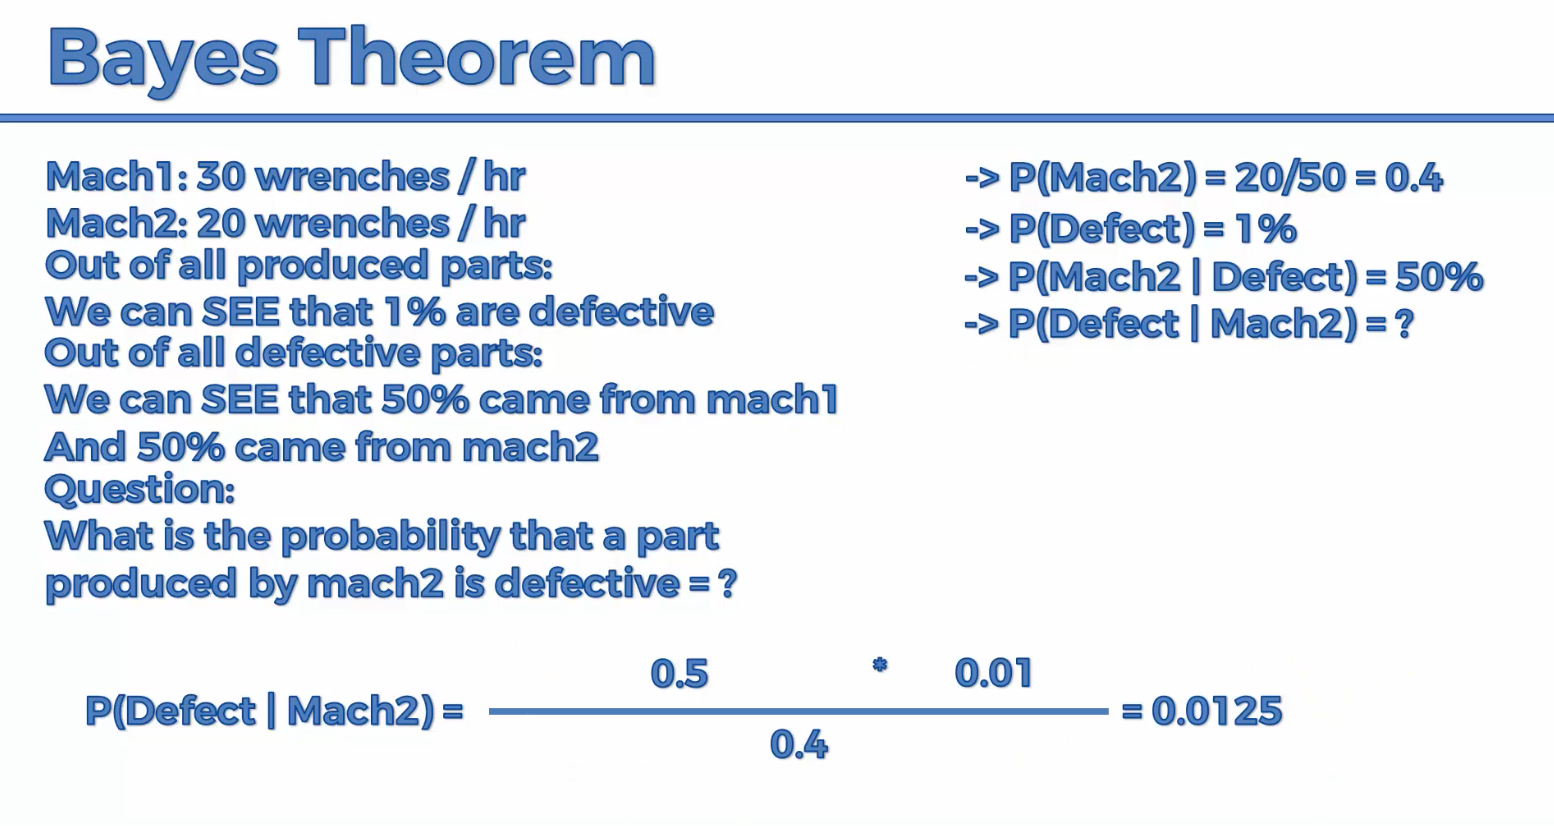 Bayes Theorem
Mach1: 30 wrenches / hr
Mach2: 20 wrenches / hr
Out of all produced parts:
We can SEE that 1% are defective
Out of all defective parts:
We can SEE that 50% came from mach1
And 50% came from mach2
Question:
What is the probability that a part
produced by mach2 is defective = ?
-> P(Mach2) = 20/50 = 0.4
-> P(Defect) = 1%
-> P(Mach2 | Defect) = 50%
-> P(Defect | Mach2) = ?
0.5 * 0.01
P(Defect | Mach2) = = 0.0125
0.4